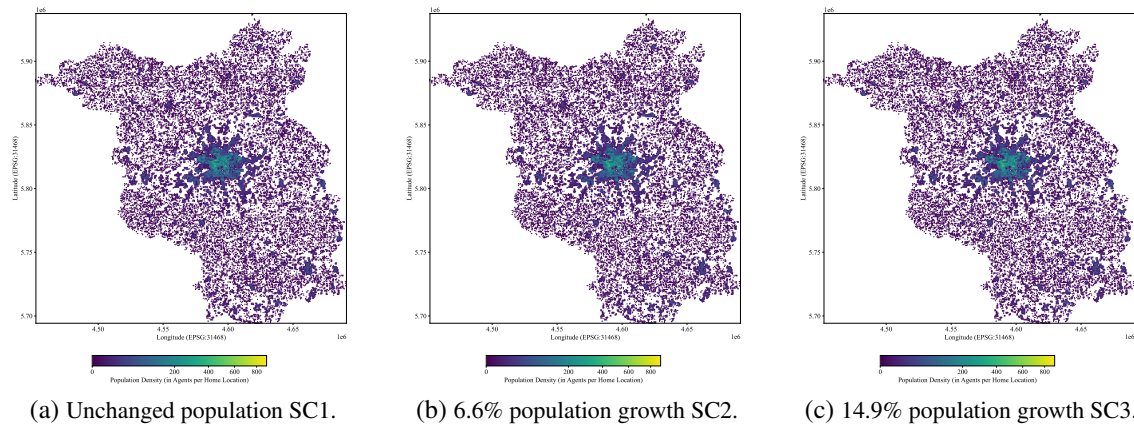 1e6
1e6
1e6
5.90
5.85
5.80
5.75
5.70
Latitude (EPSG:31468)
4.50 4.55 4.60 4.65
Longitude (EPSG:31468)
1e6
5.90
5.85
5.80
5.75
5.70
Latitude (EPSG:31468)
4.50 4.55 4.60 4.65
Longitude (EPSG:31468)
1e6
5.90
5.85
5.80
5.75
5.70
Latitude (EPSG:31468)
4.50 4.55 4.60 4.65
Longitude (EPSG:31468)
1e6
0 200 400 600 800
Population Density (in Agents per Home Location)
0 200 400 600 800
Population Density (in Agents per Home Location)
0 200 400 600 800
Population Density (in Agents per Home Location)
(a) Unchanged population SC1.
(b) 6.6% population growth SC2.
(c) 14.9% population growth SC3.